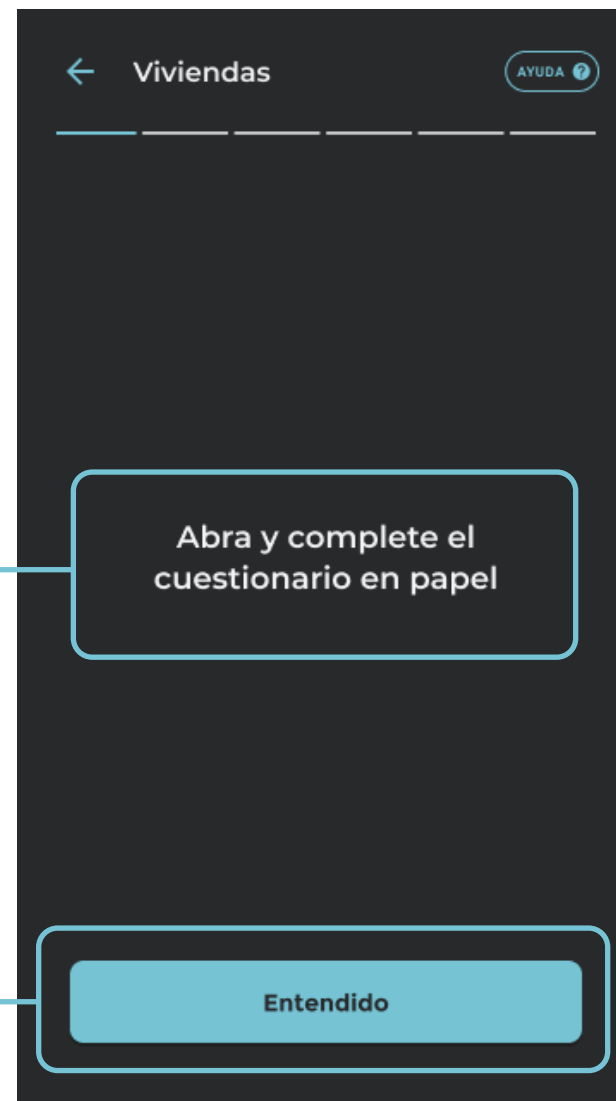 Viviendas
AYUDA ?
Abra y complete el
cuestionario en papel
Entendido